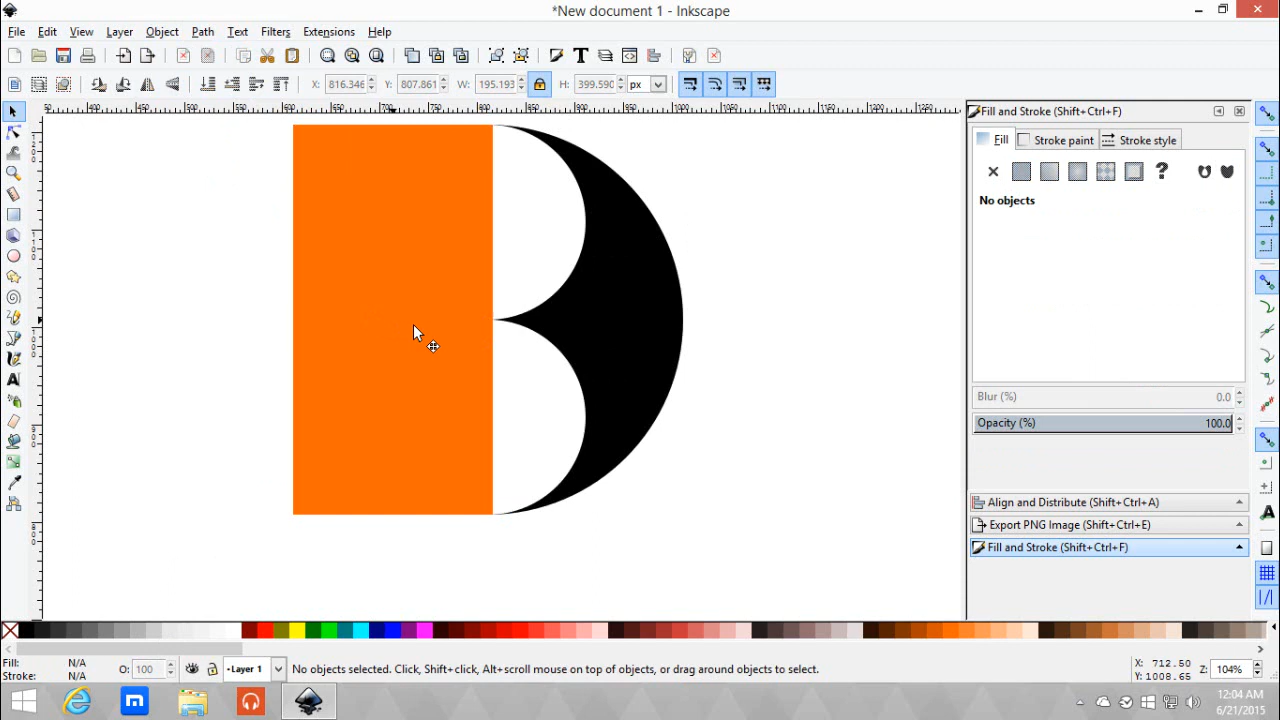 *New document 1 - Inkscape
File Edit View Layer Object Path Text Filters Extensions Help
X: 816.346 Y: 807.861 W: 195.193 H: 399.590 px
Fill and Stroke (Shift+Ctrl+F)
Fill Stroke paint Stroke style
No objects
Blur (%) 0.0
Opacity (%) 100.0
Align and Distribute (Shift+Ctrl+A)
Export PNG Image (Shift+Ctrl+E)
Fill and Stroke (Shift+Ctrl+F)
Fill: N/A
Stroke: N/A
O: 100
Layer 1
No objects selected. Click, Shift+click, Alt+scroll mouse on top of objects, or drag around objects to select.
X: 712.50
Y: 1008.65
Z: 104%
12:04 AM
6/21/2015